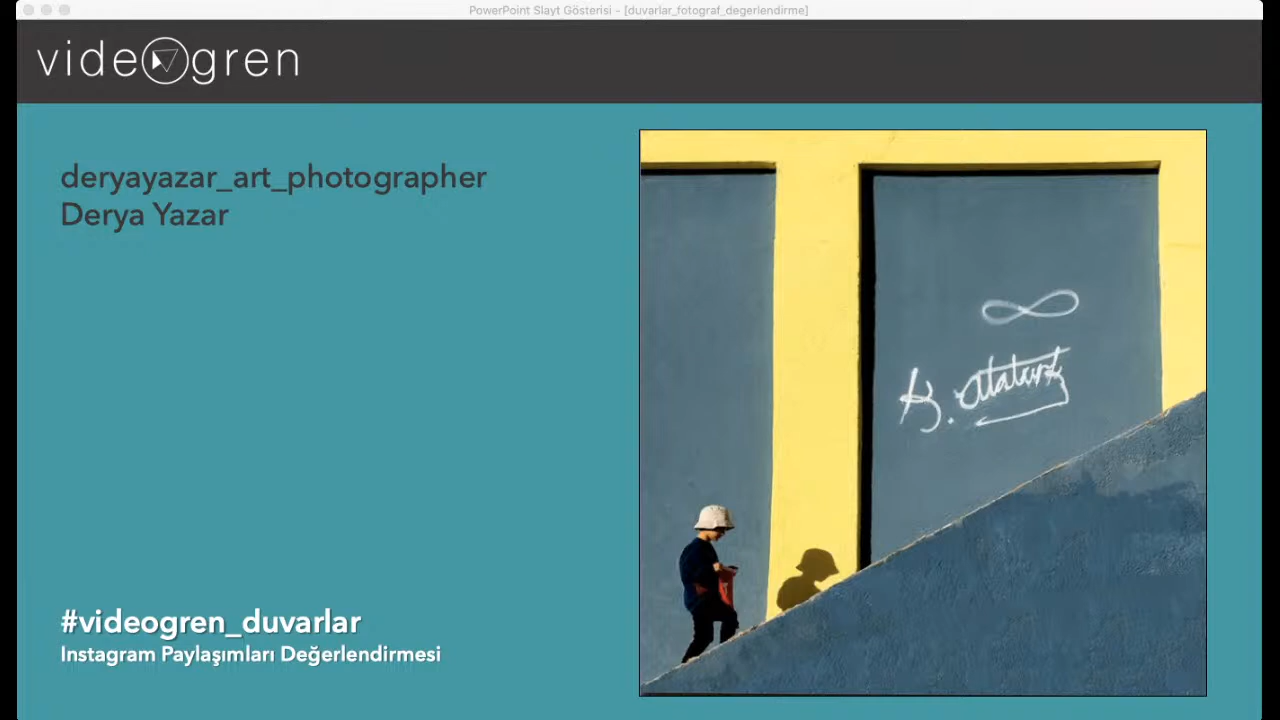 PowerPoint Slayt Gösterisi - [duvarlar_fotograf_degerlendirme]
videogren
deryayazar_art_photographer
Derya Yazar
K. Atatürk
#videogren_duvarlar
Instagram Paylaşımları Değerlendirmesi